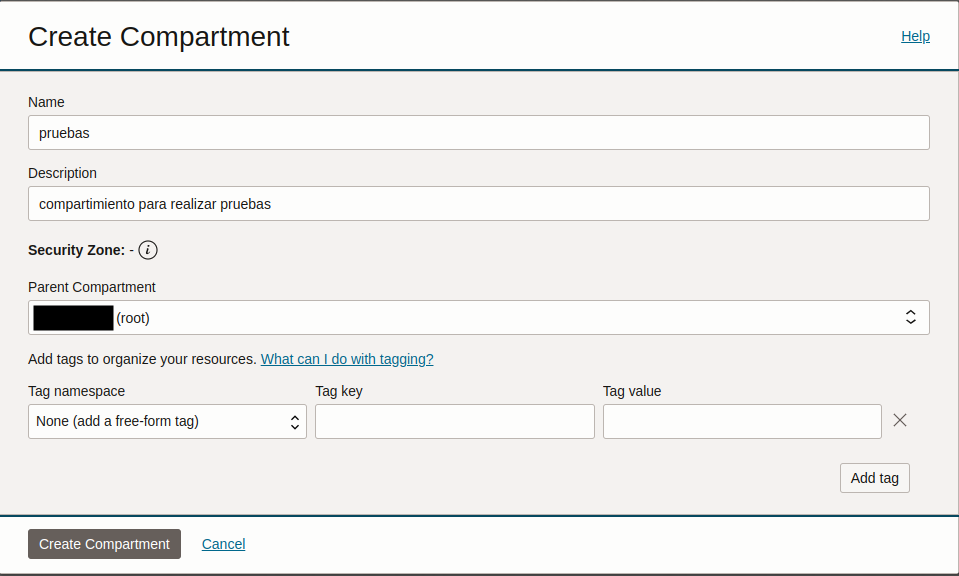 Create Compartment
Help
Name
pruebas
Description
compartimiento para realizar pruebas
Security Zone: - i
Parent Compartment
(root)
Add tags to organize your resources. What can I do with tagging?
Tag namespace Tag key Tag value
None (add a free-form tag)
Add tag
Create Compartment Cancel